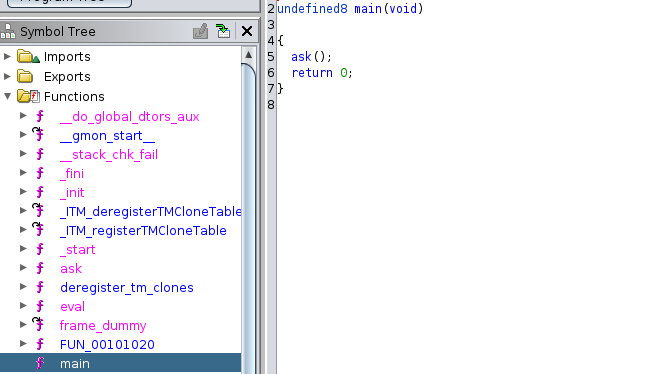 Program Tree
Symbol Tree
Imports
Exports
Functions
__do_global_dtors_aux
__gmon_start__
__stack_chk_fail
_fini
_init
_ITM_deregisterTMCloneTable
_ITM_registerTMCloneTable
_start
ask
deregister_tm_clones
eval
frame_dummy
FUN_00101020
main
2 undefined8 main(void)
3
4 {
5   ask();
6   return 0;
7 }
8